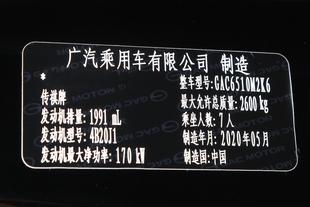 广汽乘用车有限公司 制造
* 整车型号:GAC6510M2K6
传祺牌 最大允许总质量:2600 kg
发动机排量:1991 mL 乘坐人数:7人
发动机型号:4B20J1 制造年月:2020年05月
发动机最大净功率:170 kW 制造国:中国